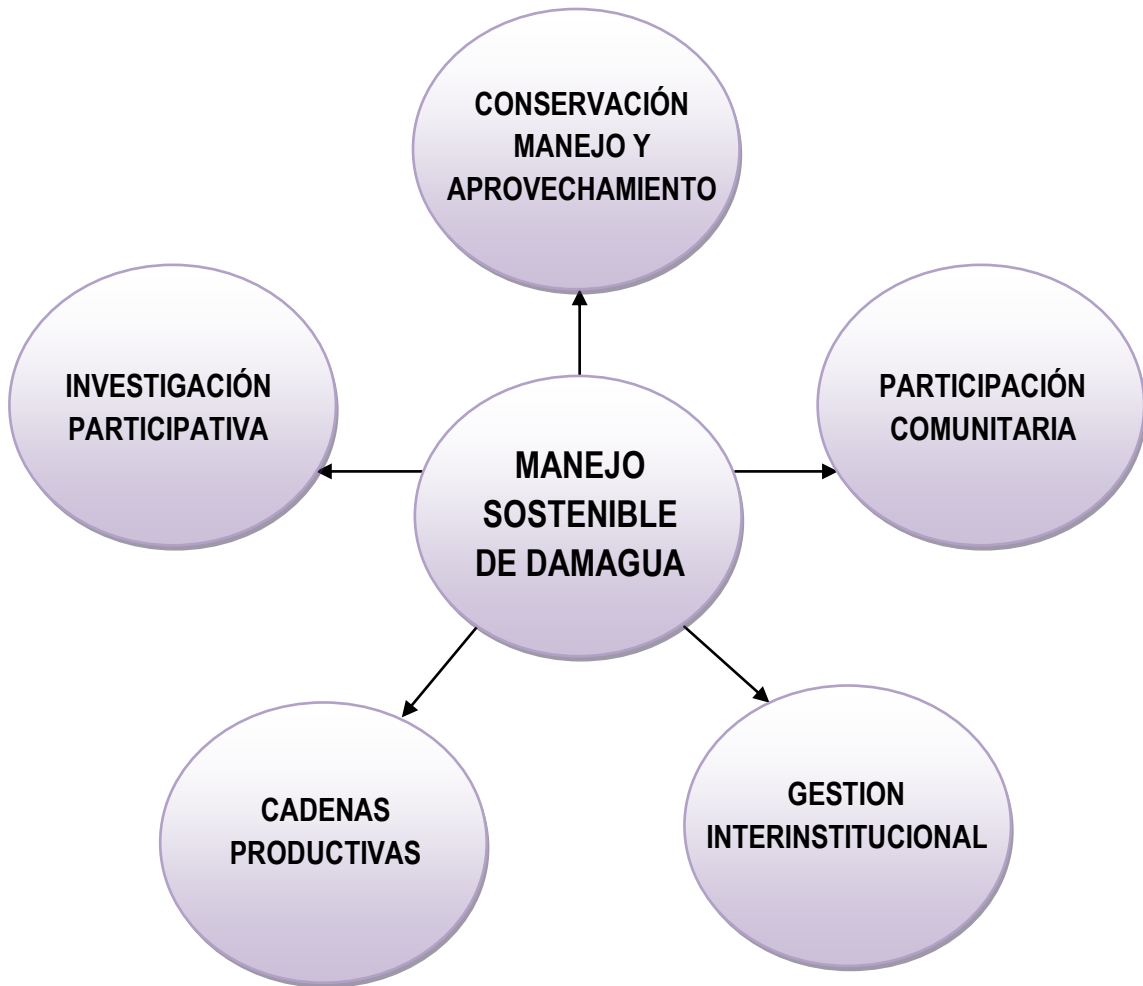 CONSERVACIÓN
MANEJO Y
APROVECHAMIENTO
INVESTIGACIÓN
PARTICIPATIVA
PARTICIPACIÓN
COMUNITARIA
MANEJO
SOSTENIBLE
DE DAMAGUA
CADENAS
PRODUCTIVAS
GESTION
INTERINSTITUCIONAL